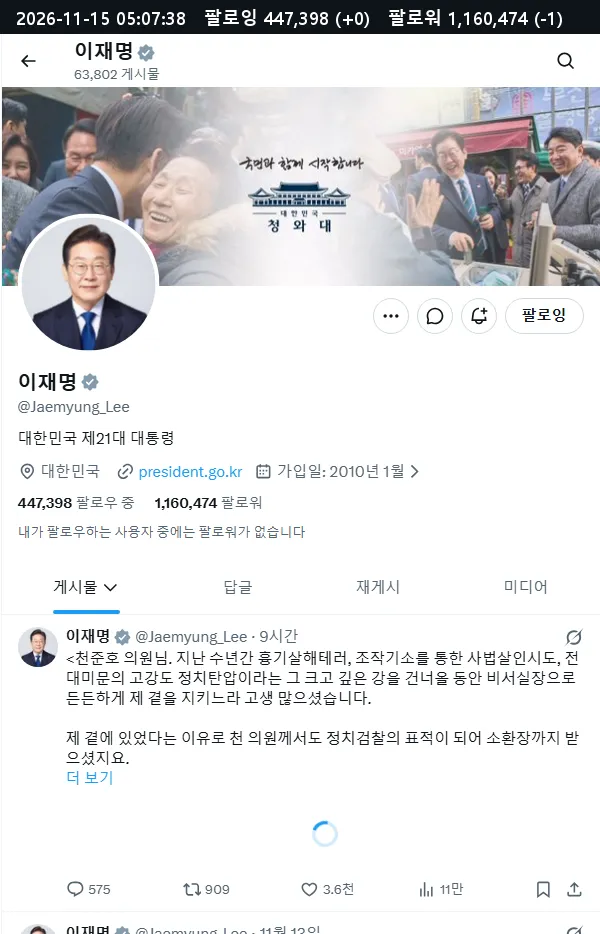 2026-11-15 05:07:38 팔로잉 447,398 (+0) 팔로워 1,160,474 (-1)
이재명
63,802 게시물
국민과 함께 시작합니다
대한민국
청와대
팔로잉
이재명
@Jaemyung_Lee
대한민국 제21대 대통령
대한민국 president.go.kr 가입일: 2010년 1월
447,398 팔로우 중 1,160,474 팔로워
내가 팔로우하는 사용자 중에는 팔로워가 없습니다
게시물 답글 재게시 미디어
이재명 @Jaemyung_Lee · 9시간
<천준호 의원님. 지난 수년간 흉기살해테러, 조작기소를 통한 사법살인시도, 전
대미문의 고강도 정치탄압이라는 그 크고 깊은 강을 건너올 동안 비서실장으로
든든하게 제 곁을 지키느라 고생 많으셨습니다.
제 곁에 있었다는 이유로 천 의원께서도 정치검찰의 표적이 되어 소환장까지 받
으셨지요.
더 보기
575 909 3.6천 11만
이재명 @Jaemyung_Lee · 11월 13일